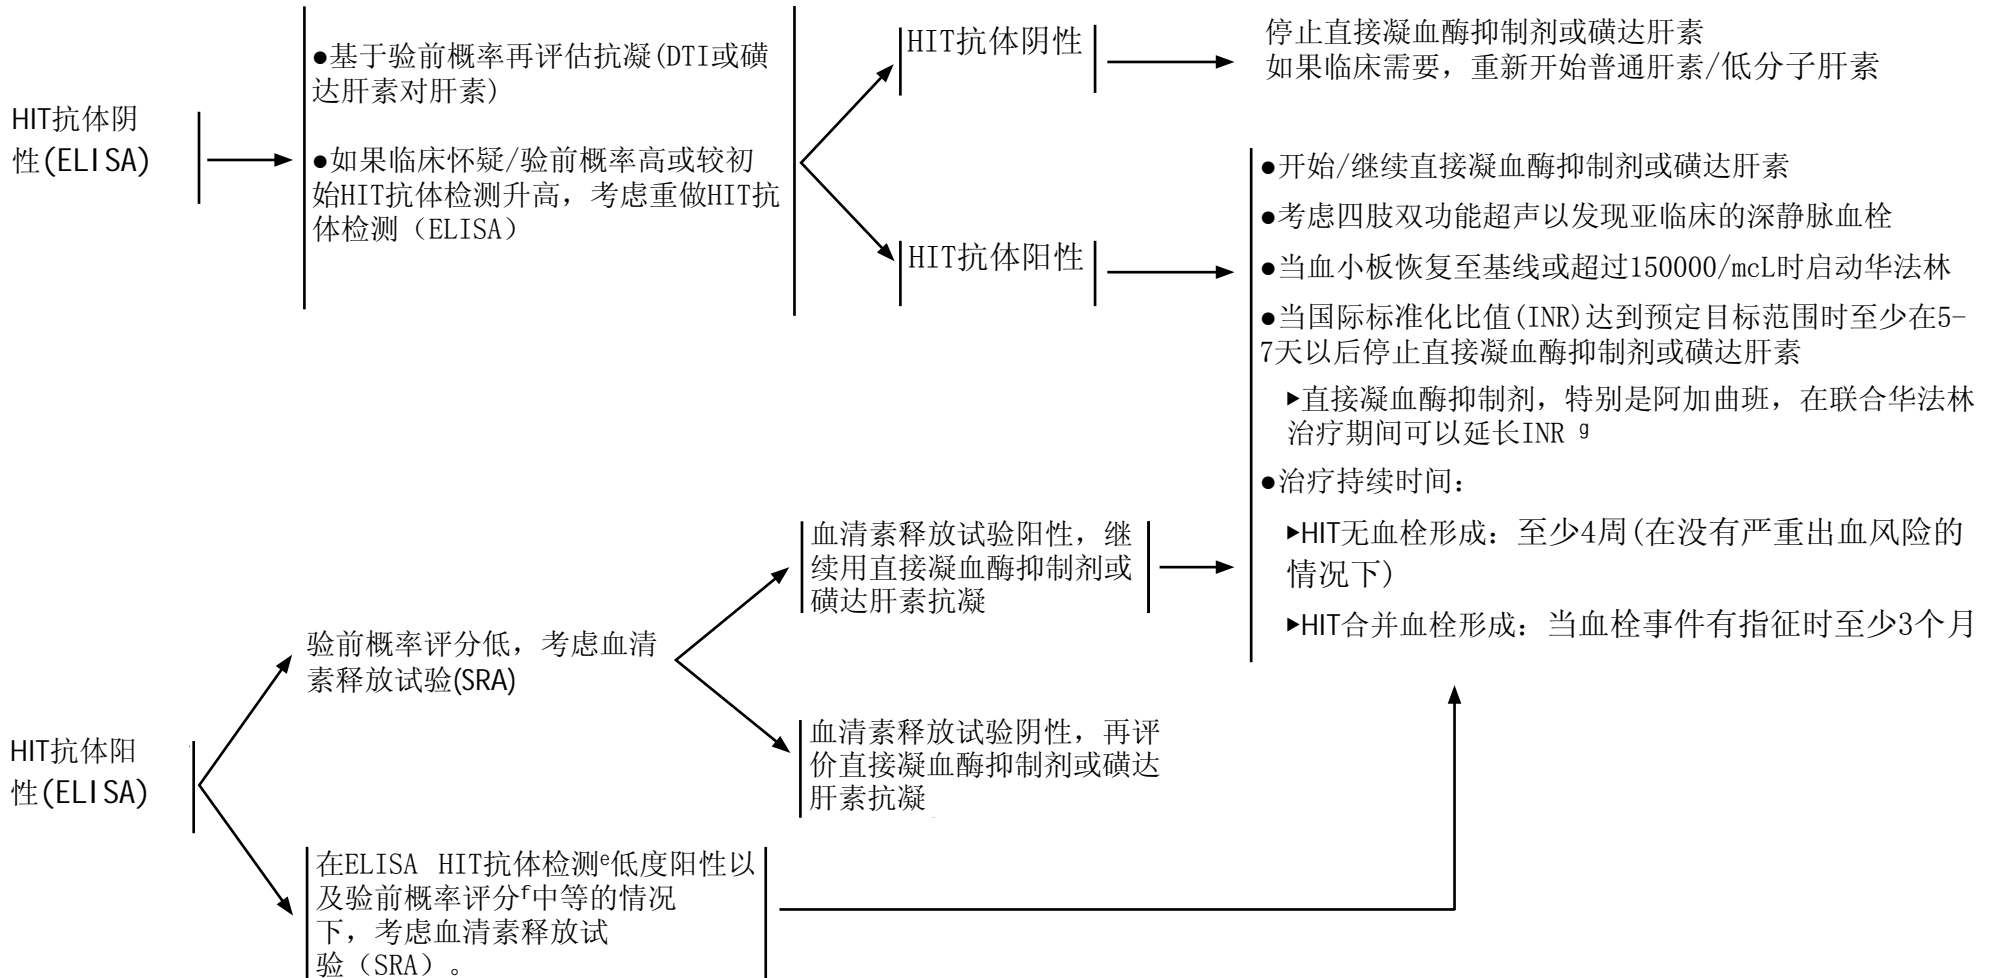 HIT抗体阴
性(ELISA)
●基于验前概率再评估抗凝(DTI或磺
达肝素对肝素)
●如果临床怀疑/验前概率高或较初
始HIT抗体检测升高，考虑重做HIT抗
体检测（ELISA）
HIT抗体阴性
停止直接凝血酶抑制剂或磺达肝素
如果临床需要，重新开始普通肝素/低分子肝素
HIT抗体阳性
●开始/继续直接凝血酶抑制剂或磺达肝素
●考虑四肢双功能超声以发现亚临床的深静脉血栓
●当血小板恢复至基线或超过150000/mcL时启动华法林
●当国际标准化比值(INR)达到预定目标范围时至少在5-
7天以后停止直接凝血酶抑制剂或磺达肝素
▶直接凝血酶抑制剂，特别是阿加曲班，在联合华法林
治疗期间可以延长INR g
●治疗持续时间：
▶HIT无血栓形成：至少4周(在没有严重出血风险的
情况下)
▶HIT合并血栓形成：当血栓事件有指征时至少3个月
HIT抗体阳
性(ELISA)
验前概率评分低，考虑血清
素释放试验(SRA)
血清素释放试验阳性，继
续用直接凝血酶抑制剂或
磺达肝素抗凝
血清素释放试验阴性，再评
价直接凝血酶抑制剂或磺达
肝素抗凝
在ELISA HIT抗体检测e低度阳性以
及验前概率评分f中等的情况
下，考虑血清素释放试
验（SRA）。